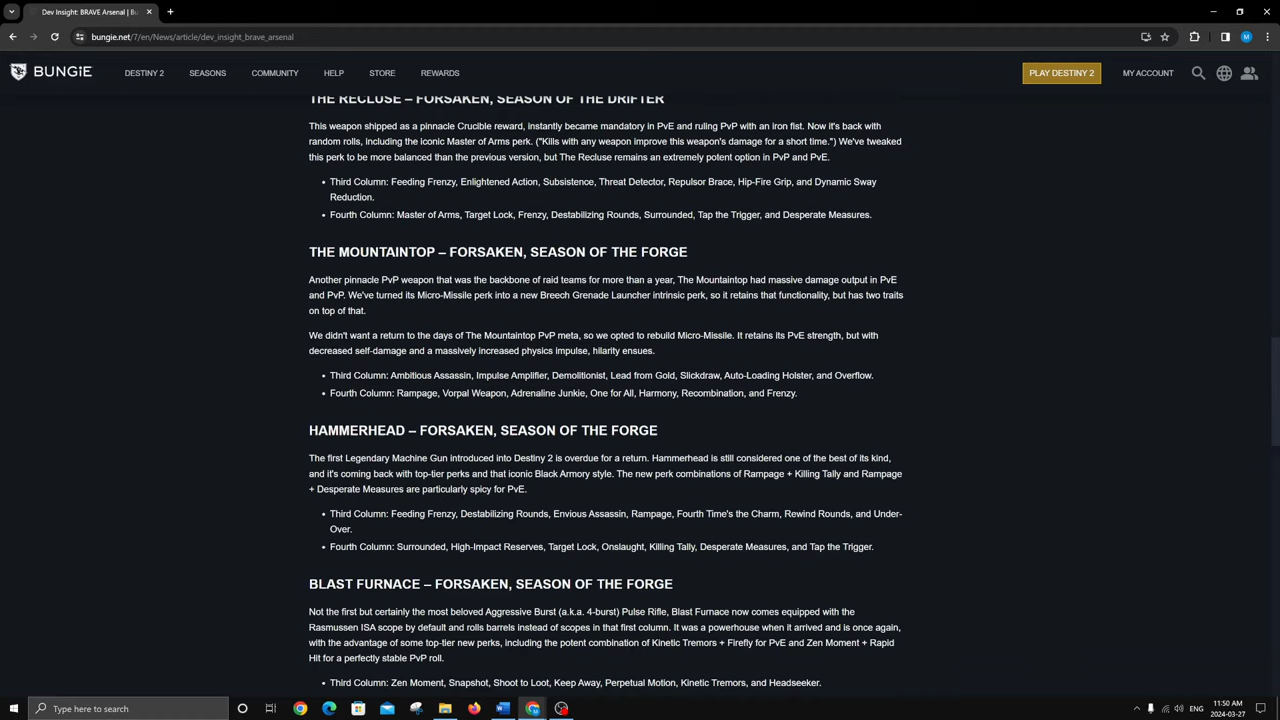 Dev Insight: BRAVE Arsenal | Bu
bungie.net/7/en/News/article/dev_insight_brave_arsenal
M
BUNGiE
DESTINY 2
SEASONS
COMMUNITY
HELP
STORE
REWARDS
PLAY DESTINY 2
MY ACCOUNT
THE RECLUSE – FORSAKEN, SEASON OF THE DRIFTER
This weapon shipped as a pinnacle Crucible reward, instantly became mandatory in PvE and ruling PvP with an iron fist. Now it's back with
random rolls, including the iconic Master of Arms perk. ("Kills with any weapon improve this weapon's damage for a short time.") We've tweaked
this perk to be more balanced than the previous version, but The Recluse remains an extremely potent option in PvP and PvE.
• Third Column: Feeding Frenzy, Enlightened Action, Subsistence, Threat Detector, Repulsor Brace, Hip-Fire Grip, and Dynamic Sway
Reduction.
• Fourth Column: Master of Arms, Target Lock, Frenzy, Destabilizing Rounds, Surrounded, Tap the Trigger, and Desperate Measures.
THE MOUNTAINTOP – FORSAKEN, SEASON OF THE FORGE
Another pinnacle PvP weapon that was the backbone of raid teams for more than a year, The Mountaintop had massive damage output in PvE
and PvP. We've turned its Micro-Missile perk into a new Breech Grenade Launcher intrinsic perk, so it retains that functionality, but has two traits
on top of that.
We didn't want a return to the days of The Mountaintop PvP meta, so we opted to rebuild Micro-Missile. It retains its PvE strength, but with
decreased self-damage and a massively increased physics impulse, hilarity ensues.
• Third Column: Ambitious Assassin, Impulse Amplifier, Demolitionist, Lead from Gold, Slickdraw, Auto-Loading Holster, and Overflow.
• Fourth Column: Rampage, Vorpal Weapon, Adrenaline Junkie, One for All, Harmony, Recombination, and Frenzy.
HAMMERHEAD – FORSAKEN, SEASON OF THE FORGE
The first Legendary Machine Gun introduced into Destiny 2 is overdue for a return. Hammerhead is still considered one of the best of its kind,
and it's coming back with top-tier perks and that iconic Black Armory style. The new perk combinations of Rampage + Killing Tally and Rampage
+ Desperate Measures are particularly spicy for PvE.
• Third Column: Feeding Frenzy, Destabilizing Rounds, Envious Assassin, Rampage, Fourth Time's the Charm, Rewind Rounds, and Under-
Over.
• Fourth Column: Surrounded, High-Impact Reserves, Target Lock, Onslaught, Killing Tally, Desperate Measures, and Tap the Trigger.
BLAST FURNACE – FORSAKEN, SEASON OF THE FORGE
Not the first but certainly the most beloved Aggressive Burst (a.k.a. 4-burst) Pulse Rifle, Blast Furnace now comes equipped with the
Rasmussen ISA scope by default and rolls barrels instead of scopes in that first column. It was a powerhouse when it arrived and is once again,
with the advantage of some top-tier new perks, including the potent combination of Kinetic Tremors + Firefly for PvE and Zen Moment + Rapid
Hit for a perfectly stable PvP roll.
• Third Column: Zen Moment, Snapshot, Shoot to Loot, Keep Away, Perpetual Motion, Kinetic Tremors, and Headseeker.
Type here to search
ENG
11:50 AM
2024-03-27